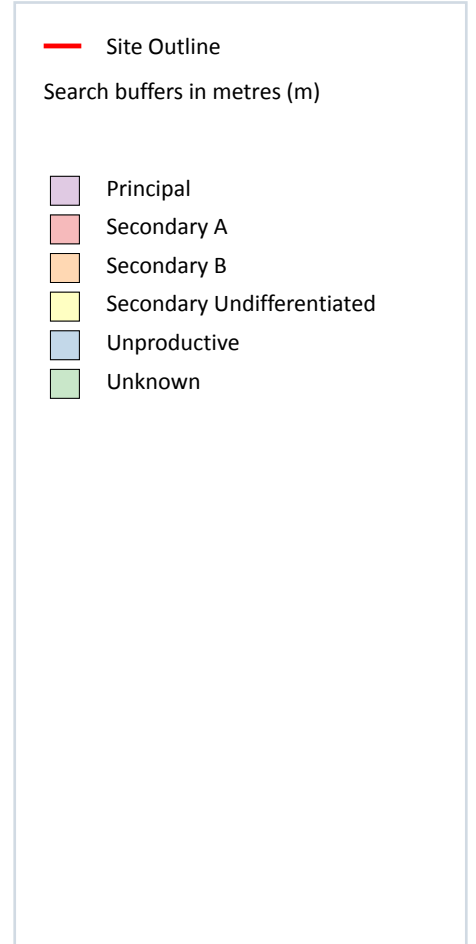 Site Outline
Search buffers in metres (m)
Principal
Secondary A
Secondary B
Secondary Undifferentiated
Unproductive
Unknown